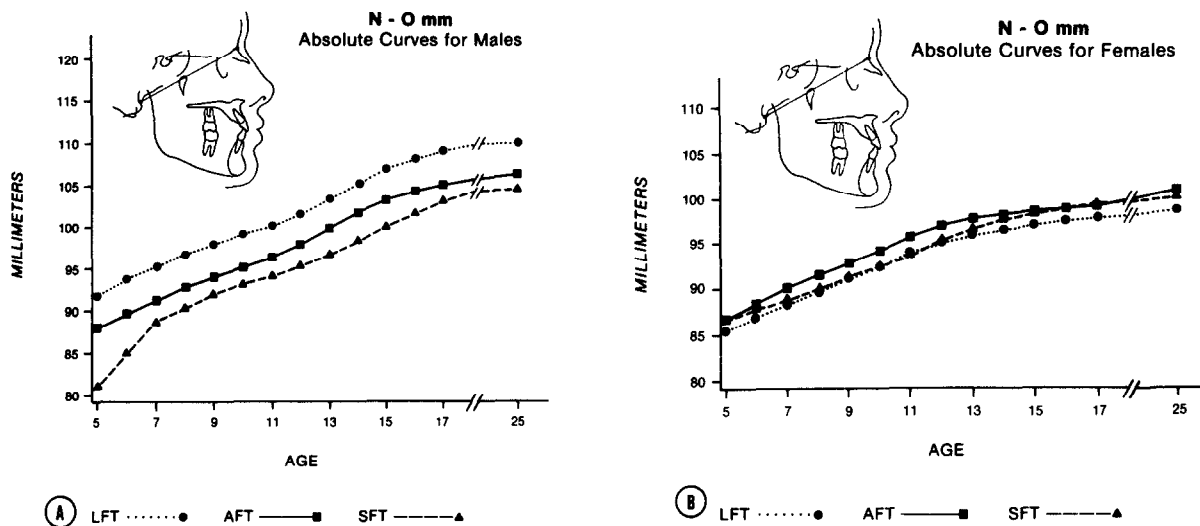 N - O mm
Absolute Curves for Males
MILLIMETERS
120
115
110
105
100
95
90
85
80
5 7 9 11 13 15 17 25
AGE
A LFT AFT SFT
N - O mm
Absolute Curves for Females
MILLIMETERS
110
105
100
95
90
85
80
5 7 9 11 13 15 17 25
AGE
B LFT AFT SFT